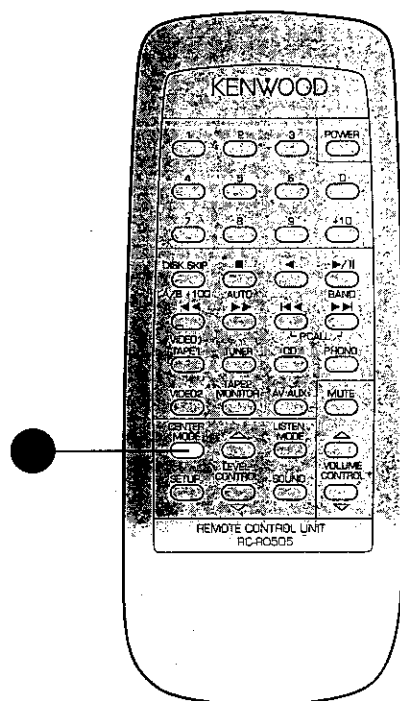 KENWOOD
1 2 3 POWER
4 5 6 0
7 8 9 +10
DISK SKIP ■ ◄ ►/II
A/B +100 AUTO BAND
◄◄ ►► I◄◄ ►►I
VIDEO1 P.CALL
TAPE1 TUNER CD PHONO
TAPE2
VIDEO2 MONITOR AV AUX MUTE
CENTER LISTEN
MODE MODE
LEVEL VOLUME
SETUP CONTROL SOUND CONTROL
REMOTE CONTROL UNIT
RC-R0505